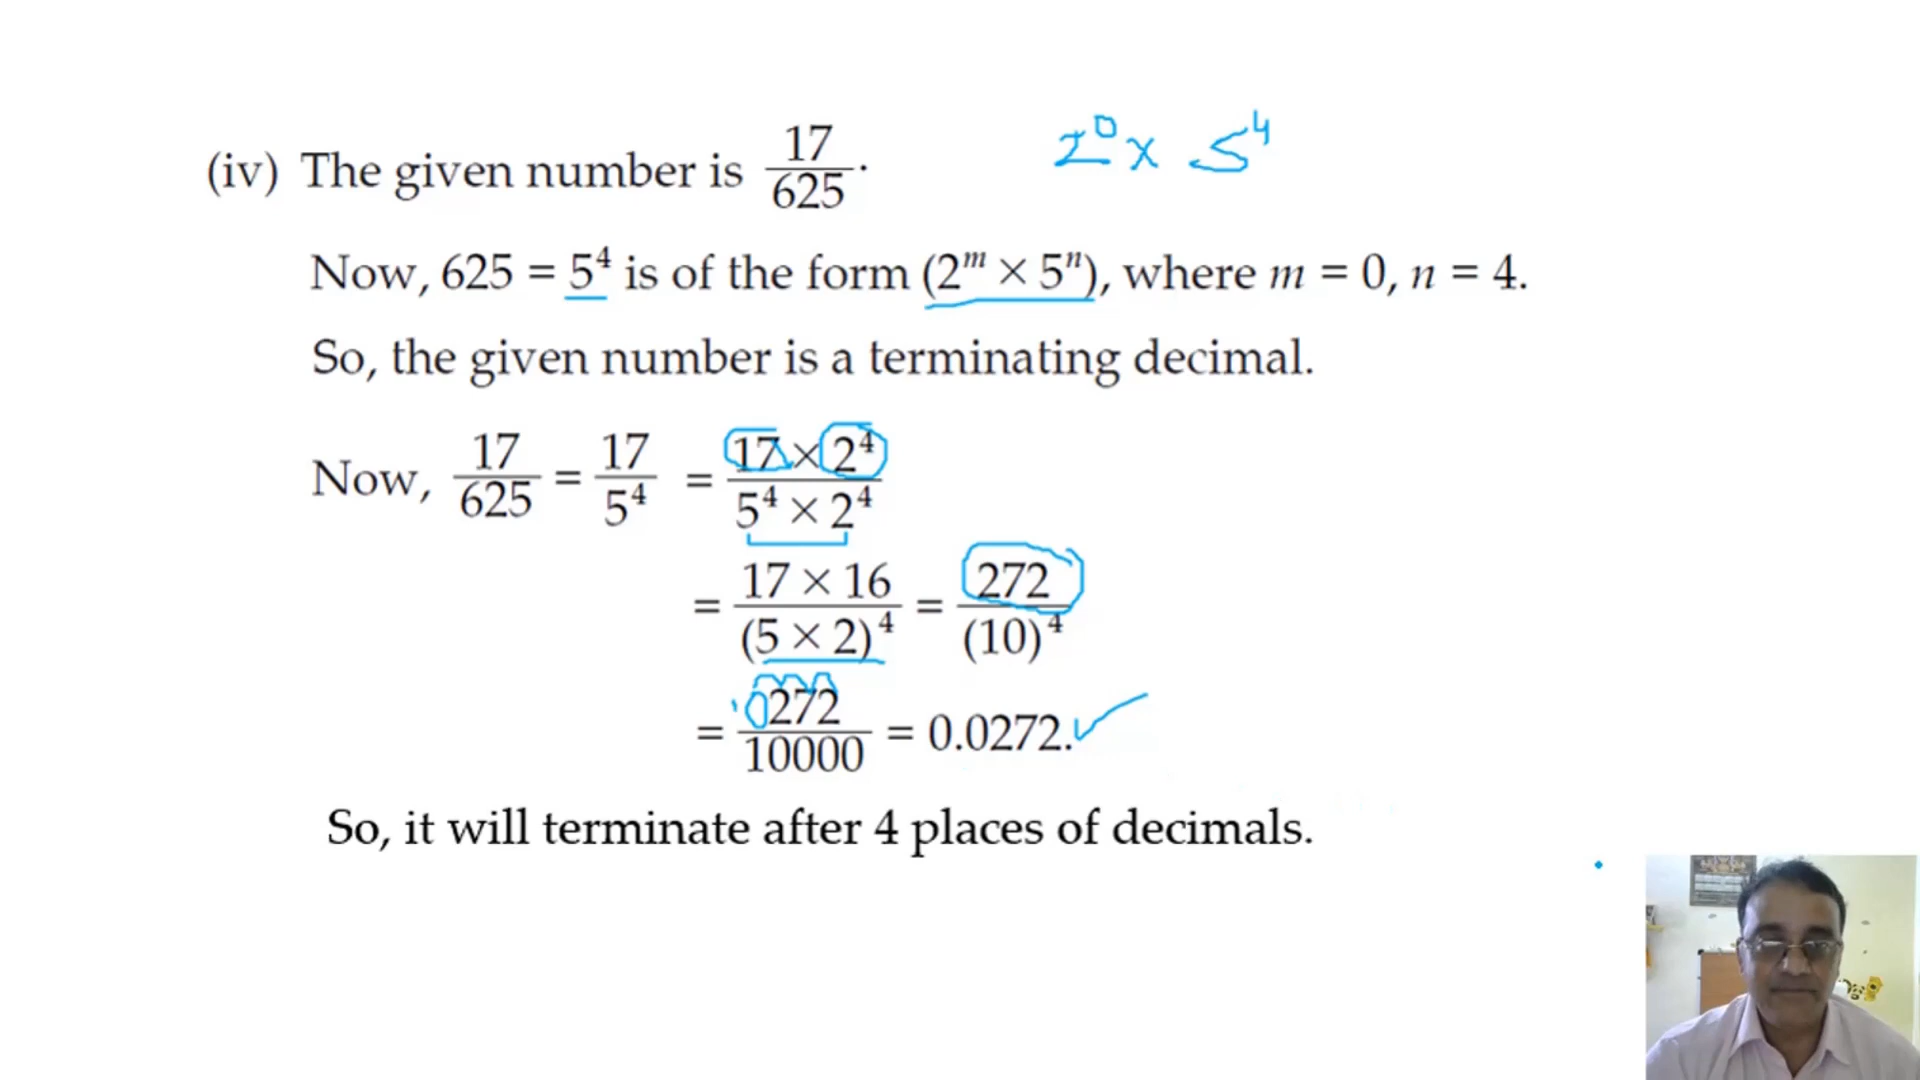 (iv) The given number is 17/625.
2⁰ x 5⁴
Now, 625 = 5⁴ is of the form (2ᵐ × 5ⁿ), where m = 0, n = 4.
So, the given number is a terminating decimal.
Now, 17/625 = 17/5⁴ = 17 × 2⁴/5⁴ × 2⁴
= 17 × 16/(5 × 2)⁴ = 272/(10)⁴
= .0272/10000 = 0.0272.
So, it will terminate after 4 places of decimals.